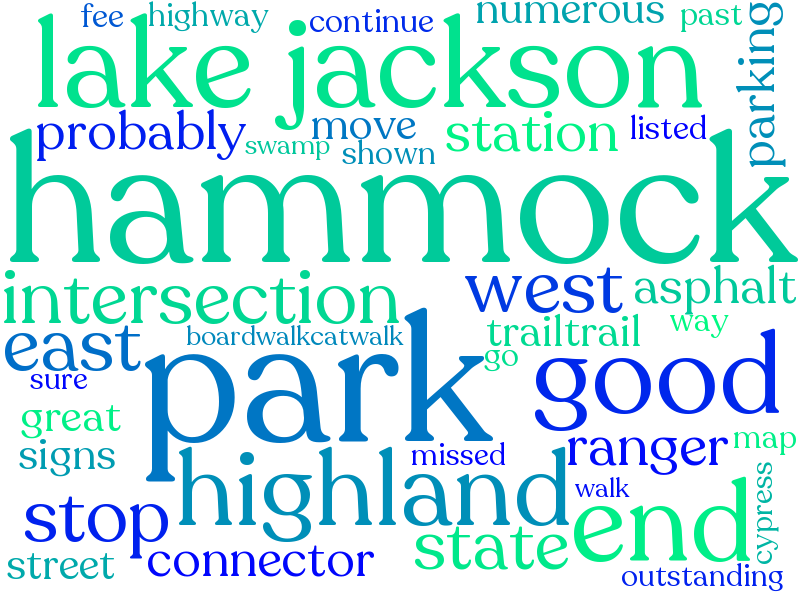 fee highway continue numerous past
lake jackson parking
probably move station listed
swamp shown
hammock
intersection west asphalt
east boardwalkcatwalk trailtrail way
go
sure park good
great
signs missed ranger map
highland walk cypress
stop end
street connector state
outstanding